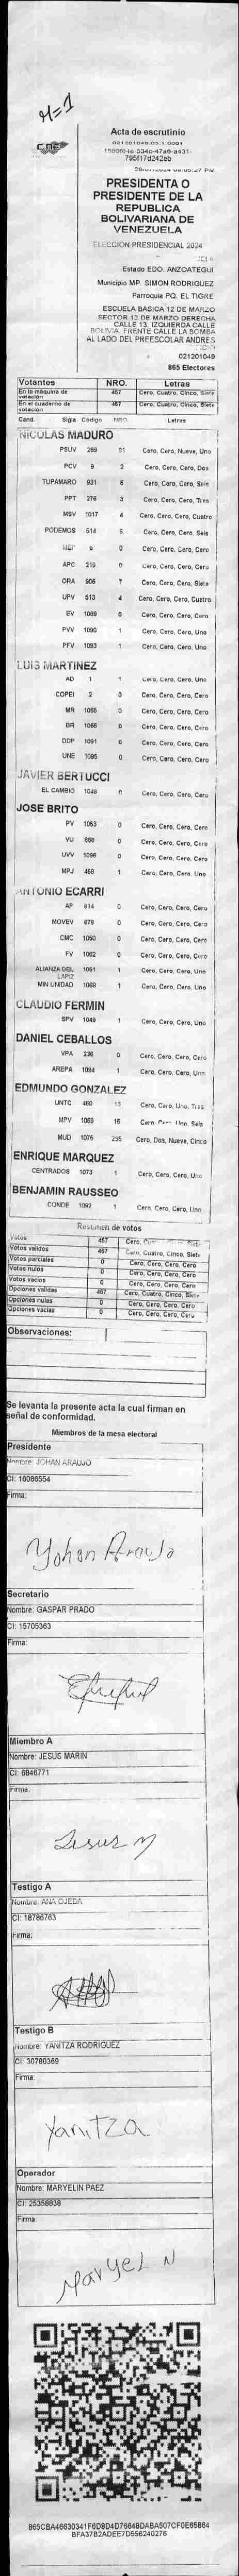 M=1
CNE
Acta de escrutinio
021201049.03.1.0001
795f17d242eb
PRESIDENTA O
PRESIDENTE DE LA
REPUBLICA
BOLIVARIANA DE
VENEZUELA
ELECCION PRESIDENCIAL 2024
Estado EDO. ANZOATEGUI
Municipio MP. SIMON RODRIGUEZ
Parroquia PQ. EL TIGRE
ESCUELA BASICA 12 DE MARZO
SECTOR 12 DE MARZO DERECHA
CALLE 13. IZQUIERDA CALLE
BOLIVIA. FRENTE CALLE LA BOMBA
AL LADO DEL PREESCOLAR ANDRES
021201049
865 Electores
Votantes NRO. Letras
En la máquina de votación 457 Cero, Cuatro, Cinco, Siete
En el cuaderno de votación 457 Cero, Cuatro, Cinco, Siete
Cand. Sigla Código NRO. Letras
NICOLAS MADURO
PSUV 269 91 Cero, Cero, Nueve, Uno
PCV 9 2 Cero, Cero, Cero, Dos
TUPAMARO 931 6 Cero, Cero, Cero, Seis
PPT 276 3 Cero, Cero, Cero, Tres
MSV 1017 4 Cero, Cero, Cero, Cuatro
PODEMOS 514 6 Cero, Cero, Cero, Seis
MEP 0 Cero, Cero, Cero, Cero
APC 219 0 Cero, Cero, Cero, Cero
ORA 906 7 Cero, Cero, Cero, Siete
UPV 513 4 Cero, Cero, Cero, Cuatro
EV 1089 0 Cero, Cero, Cero, Cero
PVV 1090 1 Cero, Cero, Cero, Uno
PFV 1093 1 Cero, Cero, Cero, Uno
LUIS MARTINEZ
AD 1 1 Cero, Cero, Cero, Uno
COPEI 2 0 Cero, Cero, Cero, Cero
MR 1055 0 Cero, Cero, Cero, Cero
BR 1066 0 Cero, Cero, Cero, Cero
DDP 1091 0 Cero, Cero, Cero, Cero
UNE 1095 0 Cero, Cero, Cero, Cero
JAVIER BERTUCCI
EL CAMBIO 1048 0 Cero, Cero, Cero, Cero
JOSE BRITO
PV 1053 0 Cero, Cero, Cero, Cero
VU 869 0 Cero, Cero, Cero, Cero
UVV 1096 0 Cero, Cero, Cero, Cero
MPJ 458 1 Cero, Cero, Cero, Uno
ANTONIO ECARRI
AP 914 0 Cero, Cero, Cero, Cero
MOVEV 878 0 Cero, Cero, Cero, Cero
CMC 1050 0 Cero, Cero, Cero, Cero
FV 1062 0 Cero, Cero, Cero, Cero
ALIANZA DEL LAPIZ 1051 1 Cero, Cero, Cero, Uno
MIN UNIDAD 1069 1 Cero, Cero, Cero, Uno
CLAUDIO FERMIN
SPV 1049 1 Cero, Cero, Cero, Uno
DANIEL CEBALLOS
VPA 236 0 Cero, Cero, Cero, Cero
AREPA 1094 1 Cero, Cero, Cero, Uno
EDMUNDO GONZALEZ
UNTC 460 13 Cero, Cero, Uno, Tres
MPV 1069 16 Cero, Cero, Uno, Seis
MUD 1076 295 Cero, Dos, Nueve, Cinco
ENRIQUE MARQUEZ
CENTRADOS 1073 1 Cero, Cero, Cero, Uno
BENJAMIN RAUSSEO
CONDE 1092 1 Cero, Cero, Cero, Uno
Resumen de votos
Votos 457 Cero,
Votos validos 457 Cero, Cuatro, Cinco, Siete
Votos parciales 0 Cero, Cero, Cero, Cero
Votos nulos 0 Cero, Cero, Cero, Cero
Votos vacios 0 Cero, Cero, Cero, Cero
Opciones validas 457 Cero, Cuatro, Cinco, Siete
Opciones nulas 0 Cero, Cero, Cero, Cero
Opciones vacias 0 Cero, Cero, Cero, Cero
Observaciones:
Se levanta la presente acta la cual firman en
señal de conformidad.
Miembros de la mesa electoral
Presidente
Nombre: JOHAN ARAUJO
CI: 16086554
Firma:
Yohan Araujo
Secretario
Nombre: GASPAR PRADO
CI: 15705363
Firma:
Miembro A
Nombre: JESUS MARIN
CI: 6846771
Firma:
Jesus M
Testigo A
Nombre: ANA OJEDA
CI: 18786763
Firma:
Testigo B
Nombre: YANITZA RODRIGUEZ
CI: 30780369
Firma:
Yanitza
Operador
Nombre: MARYELIN PAEZ
CI: 25356838
Firma:
Maryel N
865CBA46630341F6D8D4D76648DABA507CF0E65864
BFA37B2ADEE7D556240276